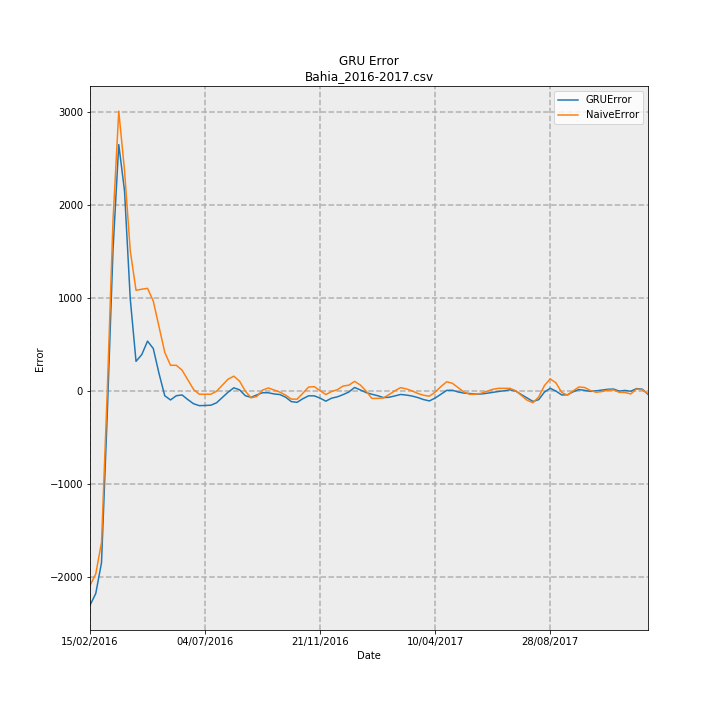 GRU Error
Bahia_2016-2017.csv
GRUError
NaiveError
3000
2000
1000
0
−1000
−2000
Error
15/02/2016
04/07/2016
21/11/2016
10/04/2017
28/08/2017
Date